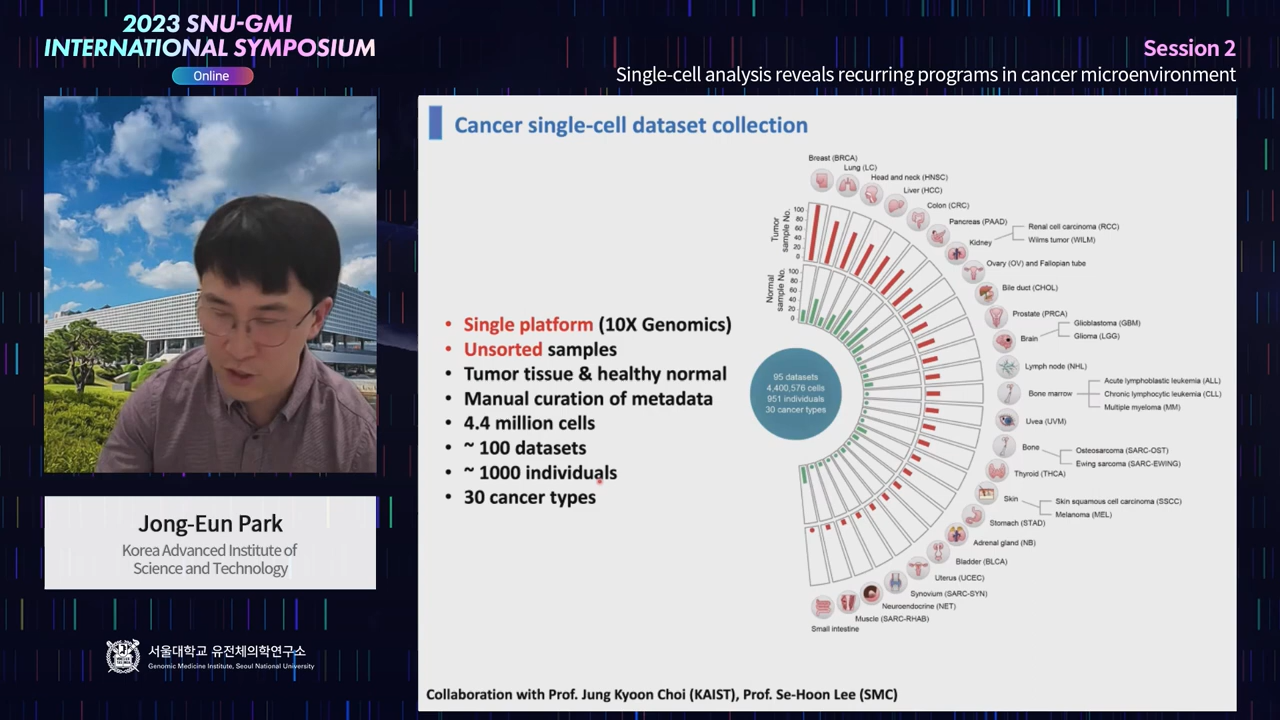 2023 SNU-GMI
INTERNATIONAL SYMPOSIUM
Online
Session 2
Single-cell analysis reveals recurring programs in cancer microenvironment
Cancer single-cell dataset collection
• Single platform (10X Genomics)
• Unsorted samples
• Tumor tissue & healthy normal
• Manual curation of metadata
• 4.4 million cells
• ~ 100 datasets
• ~ 1000 individuals
• 30 cancer types
Tumor
sample No.
100
80
60
40
20
0
Normal
sample No.
100
80
60
40
20
0
95 datasets
4,400,576 cells
951 individuals
30 cancer types
Breast (BRCA)
Lung (LC)
Head and neck (HNSC)
Liver (HCC)
Colon (CRC)
Pancreas (PAAD)
Kidney
Renal cell carcinoma (RCC)
Wilms tumor (WILM)
Ovary (OV) and Fallopian tube
Bile duct (CHOL)
Prostate (PRCA)
Brain
Glioblastoma (GBM)
Glioma (LGG)
Lymph node (NHL)
Bone marrow
Acute lymphoblastic leukemia (ALL)
Chronic lymphocytic leukemia (CLL)
Multiple myeloma (MM)
Uvea (UVM)
Bone
Osteosarcoma (SARC-OST)
Ewing sarcoma (SARC-EWING)
Thyroid (THCA)
Skin
Skin squamous cell carcinoma (SSCC)
Melanoma (MEL)
Stomach (STAD)
Adrenal gland (NB)
Bladder (BLCA)
Uterus (UCEC)
Synovium (SARC-SYN)
Neuroendocrine (NET)
Muscle (SARC-RHAB)
Small intestine
Collaboration with Prof. Jung Kyoon Choi (KAIST), Prof. Se-Hoon Lee (SMC)
Jong-Eun Park
Korea Advanced Institute of
Science and Technology
서울대학교 유전체의학연구소
Genomic Medicine Institute, Seoul National University